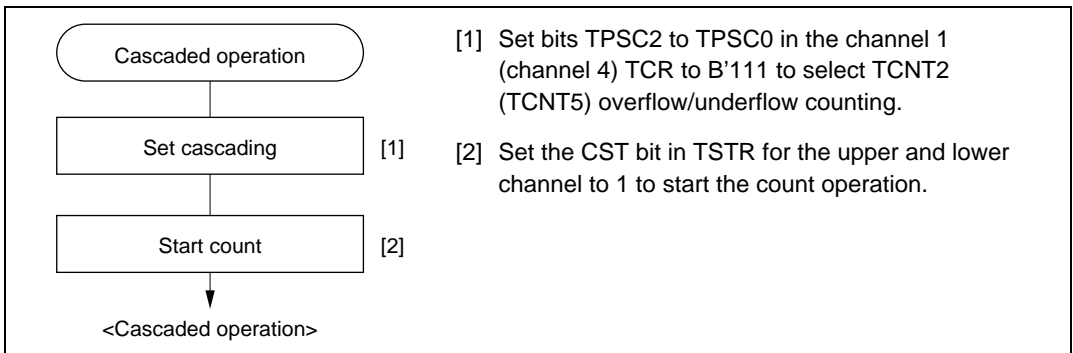 Cascaded operation
Set cascading
[1]
Start count
[2]
<Cascaded operation>
[1] Set bits TPSC2 to TPSC0 in the channel 1
(channel 4) TCR to B’111 to select TCNT2
(TCNT5) overflow/underflow counting.
[2] Set the CST bit in TSTR for the upper and lower
channel to 1 to start the count operation.